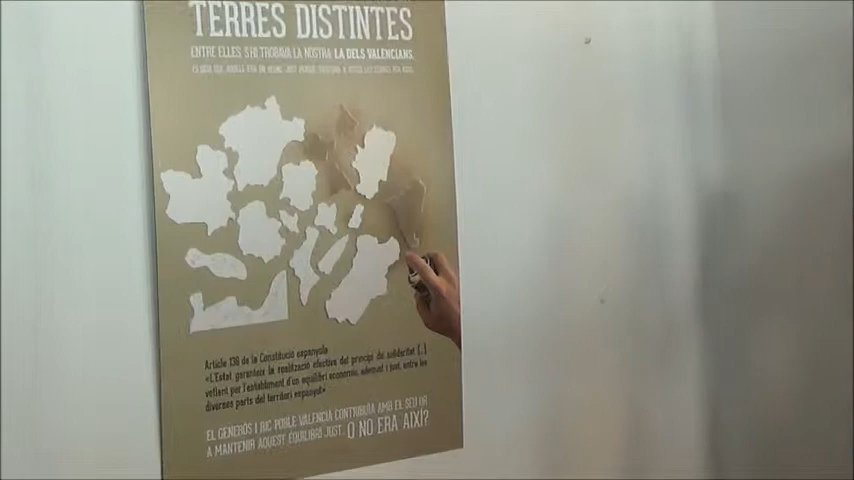 TERRES DISTINTES
ENTRE ELLES, S'HI TROBAVA LA NOSTRA: LA DELS VALENCIANS.
Article 138 de la Constitució espanyola
«L'Estat garanteix la realització efectiva del principi de solidaritat [...]
vetllant per l'establiment d'un equilibri econòmic, adequat i just, entre les
diverses parts del territori espanyol»
EL GENERÓS I RIC POBLE VALENCIÀ CONTRIBUÏA AMB EL SEU OR
A MANTENIR AQUEST EQUILIBRI JUST. O NO ERA AIXÍ?